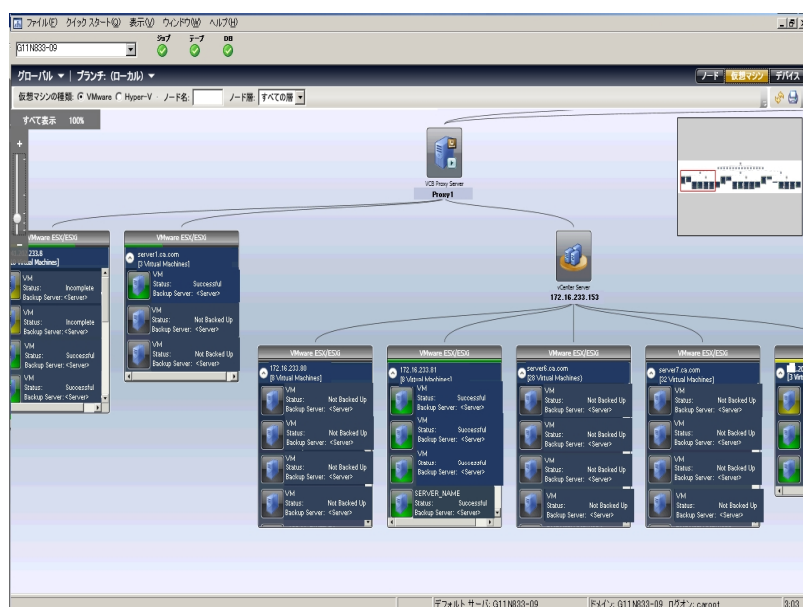 ファイル(F) クイック スタート(Q) 表示(V) ウィンドウ(W) ヘルプ(H)
ジョブ テープ DB
G11N833-09
グローバル ブランチ: (ローカル)
ノード 仮想マシン デバイス
仮想マシンの種類: VMware Hyper-V ノード名: ノード層: すべての層
すべて表示 100%
VCB Proxy Server
Proxy1
vCenter Server
172.16.233.153
VMware ESX/ESXi
233.8
Virtual Machines]
VM
Status: Incomplete
Backup Server: <Server>
VM
Status: Incomplete
Backup Server: <Server>
VM
Status: Successful
Backup Server: <Server>
VM
Status: Successful
Backup Server: <Server>
VMware ESX/ESXi
server1.ca.com
[3 Virtual Machines]
VM
Status: Successful
Backup Server: <Server>
VM
Status: Not Backed Up
Backup Server: <Server>
VM
Status: Not Backed Up
Backup Server: <Server>
VMware ESX/ESXi
172.16.233.80
[8 Virtual Machines]
VM
Status: Not Backed Up
Backup Server: <Server>
VM
Status: Not Backed Up
Backup Server: <Server>
VM
Status: Not Backed Up
Backup Server: <Server>
VM
Status: Not Backed Up
Backup Server: <Server>
VMware ESX/ESXi
172.16.233.81
[8 Virtual Machines]
VM
Status: Successful
Backup Server: <Server>
VM
Status: Successful
Backup Server: <Server>
VM
Status: Successful
Backup Server: <Server>
SERVER_NAME
Status: Successful
Backup Server: <Server>
VMware ESX/ESXi
server6.ca.com
[28 Virtual Machines]
VM
Status: Not Backed Up
Backup Server: <Server>
VM
Status: Not Backed Up
Backup Server: <Server>
VM
Status: Not Backed Up
Backup Server: <Server>
VM
Status: Not Backed Up
Backup Server: <Server>
VMware ESX/ESXi
server7.ca.com
[32 Virtual Machines]
VM
Status: Not Backed Up
Backup Server: <Server>
VM
Status: Not Backed Up
Backup Server: <Server>
VM
Status: Not Backed Up
Backup Server: <Server>
VM
Status: Not Backed Up
Backup Server: <Server>
デフォルト サーバ: G11N833-09 ドメイン: G11N833-09 ログオン: caroot 3:03